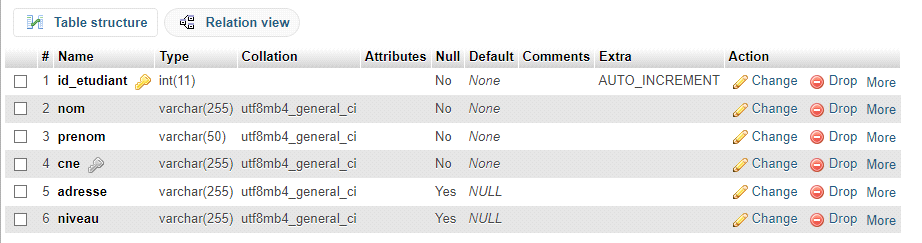 Table structure Relation view
# Name Type Collation Attributes Null Default Comments Extra Action
1 id_etudiant int(11) No None AUTO_INCREMENT Change Drop More
2 nom varchar(255) utf8mb4_general_ci No None Change Drop More
3 prenom varchar(50) utf8mb4_general_ci No None Change Drop More
4 cne varchar(255) utf8mb4_general_ci No None Change Drop More
5 adresse varchar(255) utf8mb4_general_ci Yes NULL Change Drop More
6 niveau varchar(255) utf8mb4_general_ci Yes NULL Change Drop More